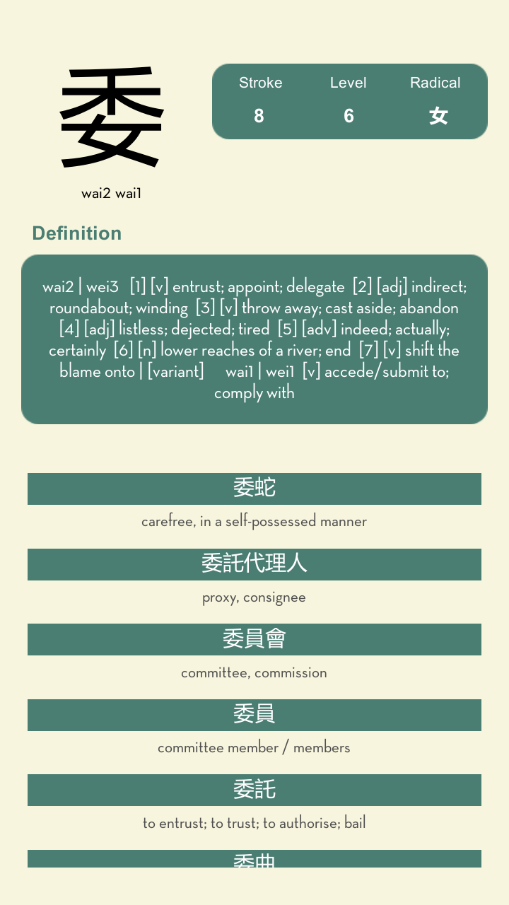 委
Stroke Level Radical
8 6 女
wai2 wai1
Definition
wai2 | wei3 [1] [v] entrust; appoint; delegate [2] [adj] indirect;
roundabout; winding [3] [v] throw away; cast aside; abandon
[4] [adj] listless; dejected; tired [5] [adv] indeed; actually;
certainly [6] [n] lower reaches of a river; end [7] [v] shift the
blame onto | [variant] wai1 | wei1 [v] accede/submit to;
comply with
委蛇
carefree, in a self-possessed manner
委託代理人
proxy, consignee
委員會
committee, commission
委員
committee member / members
委託
to entrust; to trust; to authorise; bail
委曲